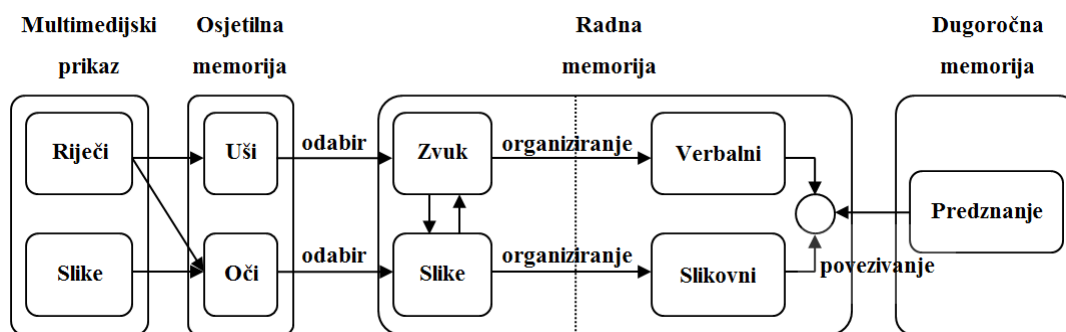 Multimedijski
prikaz
Osjetilna
memorija
Radna
memorija
Dugoročna
memorija
Riječi
Uši
odabir
Zvuk
organiziranje
Verbalni
Predznanje
Slike
Oči
odabir
Slike
organiziranje
Slikovni
povezivanje